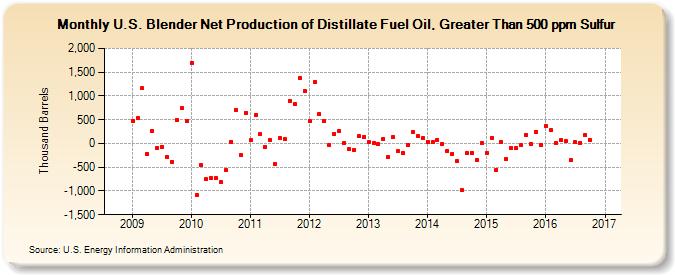 Monthly U.S. Blender Net Production of Distillate Fuel Oil, Greater Than 500 ppm Sulfur
Thousand Barrels
2,000
1,500
1,000
500
0
-500
-1,000
-1,500
2009 2010 2011 2012 2013 2014 2015 2016 2017
Source: U.S. Energy Information Administration